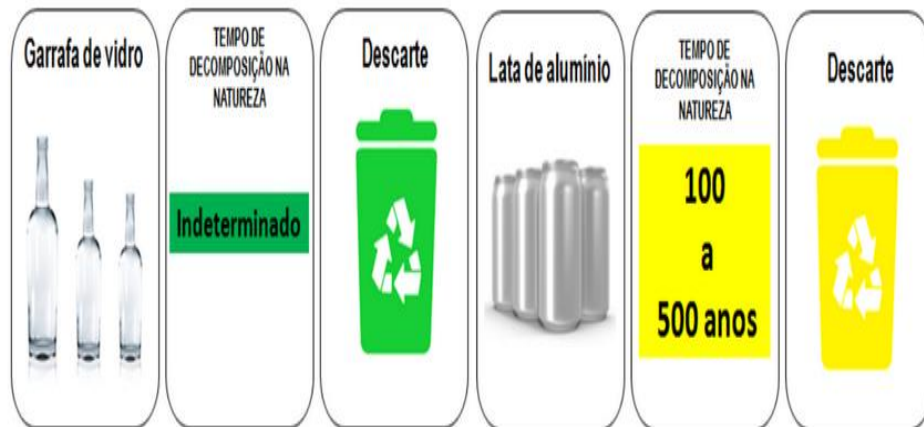 Garrafa de vidro
TEMPO DE
DECOMPOSIÇÃO NA
NATUREZA
Indeterminado
Descarte
Lata de alumínio
TEMPO DE
DECOMPOSIÇÃO NA
NATUREZA
100
a
500 anos
Descarte